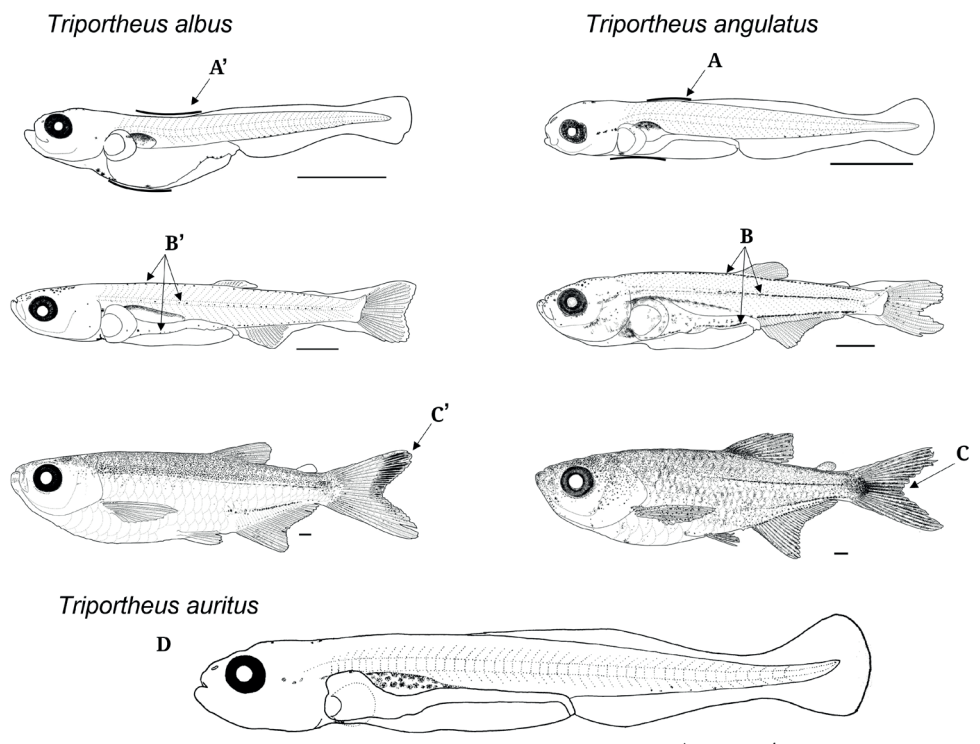 Triportheus albus
Triportheus angulatus
A’
A
B’
B
C’
C
Triportheus auritus
D